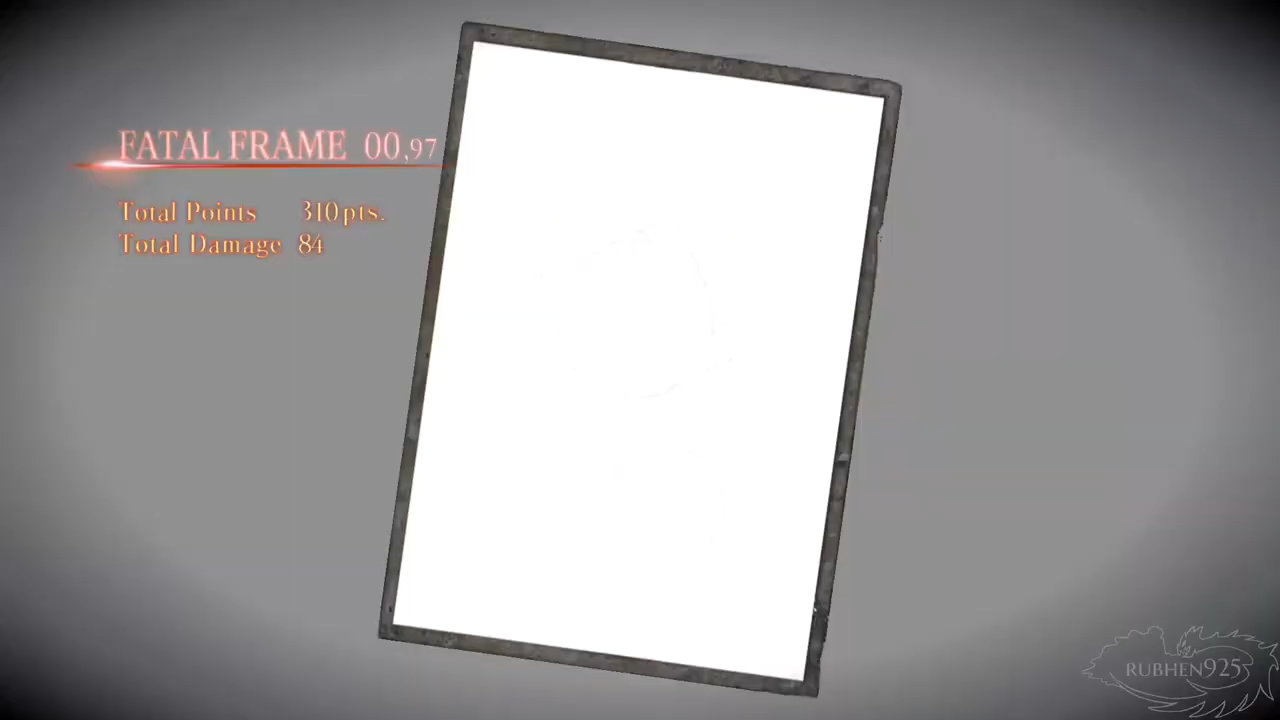 FATAL FRAME 00,97
Total Points 310pts.
Total Damage 84
RUBHEN925